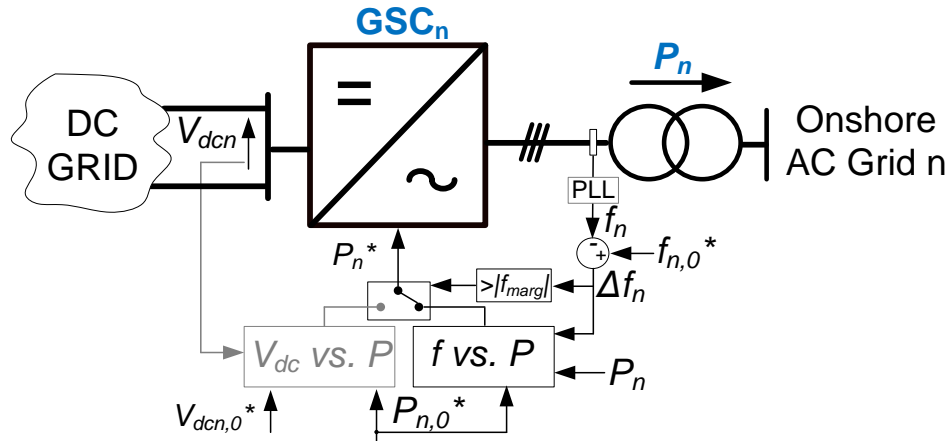 GSCn
Pn
DC
GRID
Vdcn
=
~
Onshore
AC Grid n
PLL
fn
Pn*
-
+
fn,0*
>|fmarg|
Δfn
Vdc vs. P
f vs. P
Pn
Vdcn,0*
Pn,0*